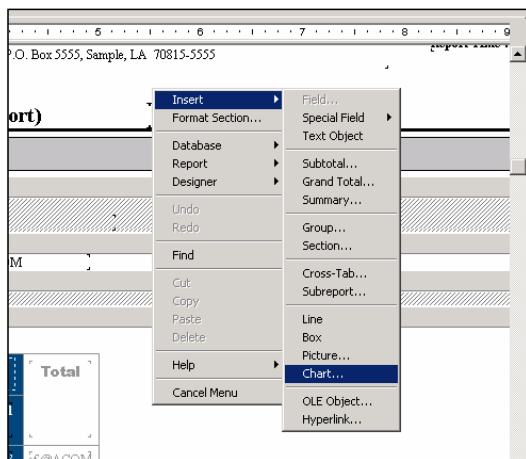 5 6 7 8 9
P.O. Box 5555, Sample, LA 70815-5555
ort)
Insert
Format Section...
Database
Report
Designer
Undo
Redo
Find
Cut
Copy
Paste
Delete
Help
Cancel Menu
Field...
Special Field
Text Object
Subtotal...
Grand Total...
Summary...
Group...
Section...
Cross-Tab...
Subreport...
Line
Box
Picture...
Chart...
OLE Object...
Hyperlink...
M
Total